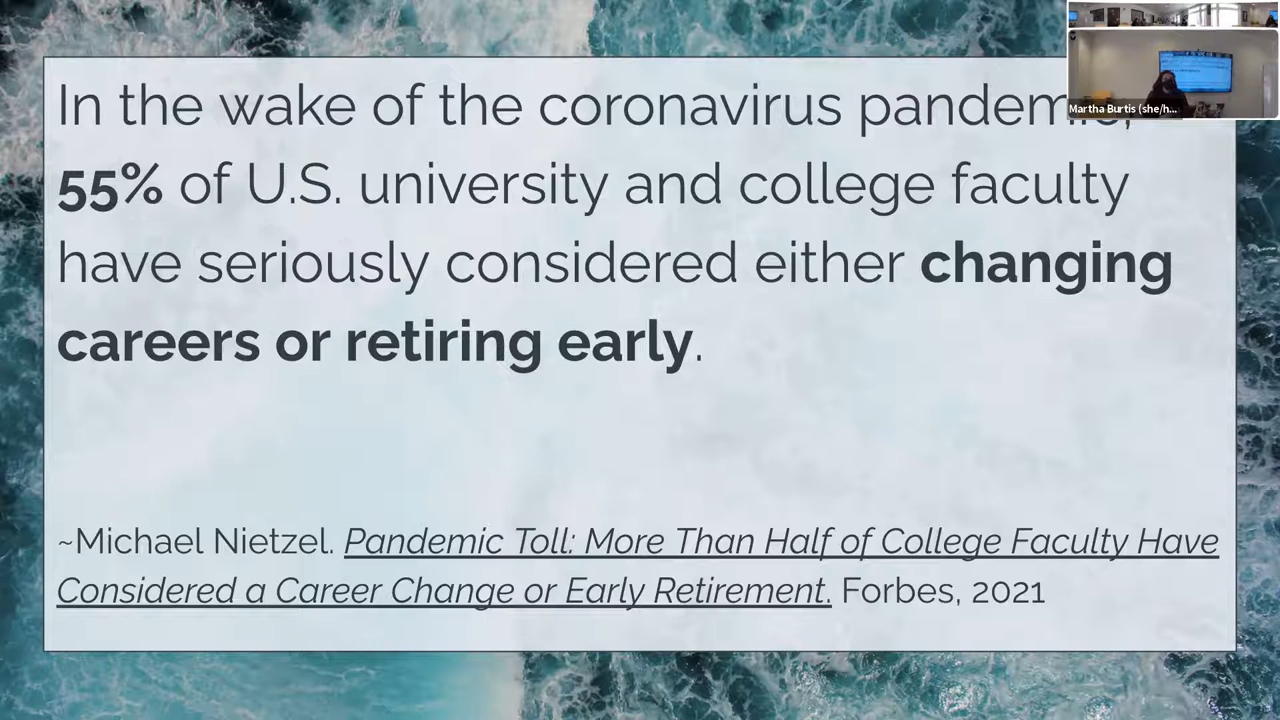 In the wake of the coronavirus pandemic,
55% of U.S. university and college faculty
have seriously considered either changing
careers or retiring early.
~Michael Nietzel. Pandemic Toll: More Than Half of College Faculty Have
Considered a Career Change or Early Retirement. Forbes, 2021
Martha Burtis (she/h...